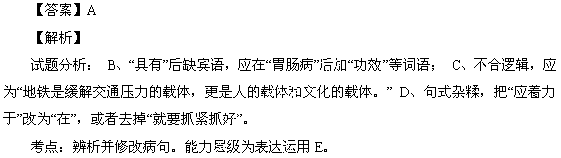 【答案】A
【解析】
试题分析： B、“具有”后缺宾语，应在“胃肠病”后加“功效”等词语； C、不合逻辑，应
为“地铁是缓解交通压力的载体，更是人的载体和文化的载体。” D、句式杂糅，把“应着力
于”改为“在”，或者去掉“就要抓紧抓好”。
考点：辨析并修改病句。能力层级为表达运用 E。